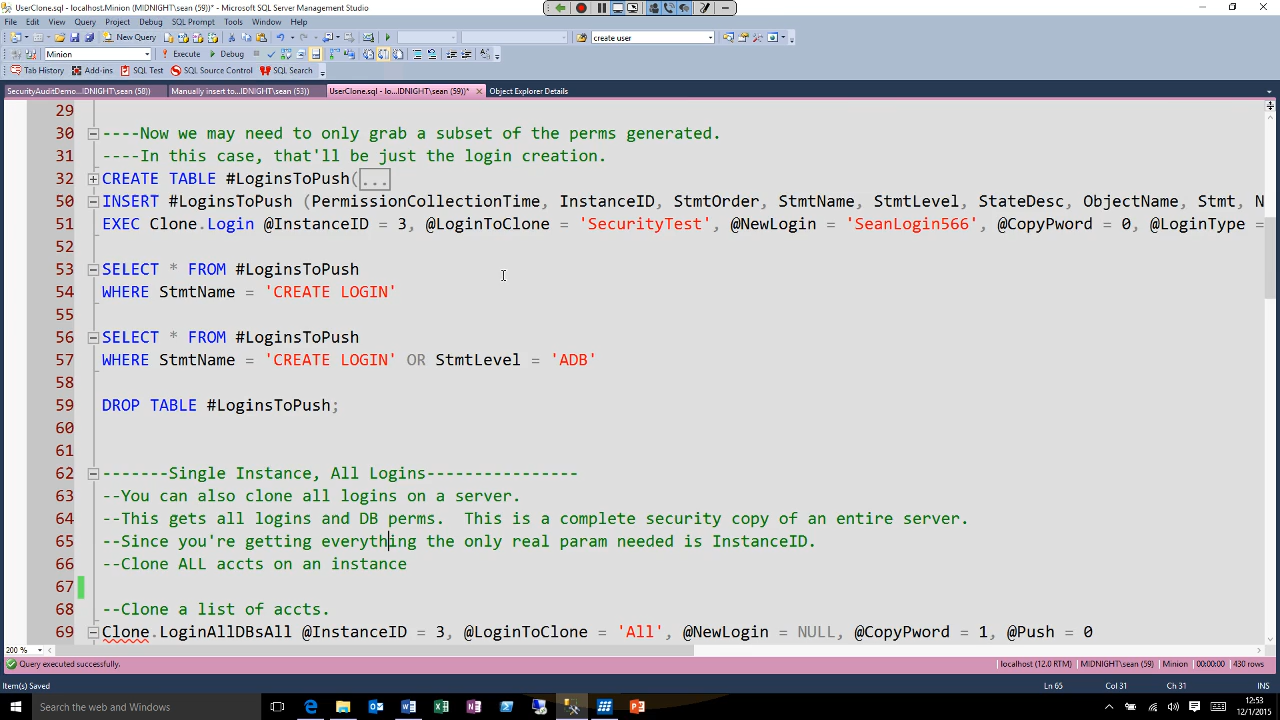 UserClone.sql - localhost.Minion (MIDNIGHT\sean (59))* - Microsoft SQL Server Management Studio
File Edit View Query Project Debug SQL Prompt Tools Window Help
New Query create user
Minion Execute Debug
Tab History Add-ins SQL Test SQL Source Control SQL Search
SecurityAuditDemo...IDNIGHT\sean (58)) Manually insert to...IDNIGHT\sean (53)) UserClone.sql - lo...IDNIGHT\sean (59))* Object Explorer Details
29
30 ----Now we may need to only grab a subset of the perms generated.
31 ----In this case, that'll be just the login creation.
32 CREATE TABLE #LoginsToPush(...
50 INSERT #LoginsToPush (PermissionCollectionTime, InstanceID, StmtOrder, StmtName, StmtLevel, StateDesc, ObjectName, Stmt, N
51 EXEC Clone.Login @InstanceID = 3, @LoginToClone = 'SecurityTest', @NewLogin = 'SeanLogin566', @CopyPword = 0, @LoginType =
52
53 SELECT * FROM #LoginsToPush
54 WHERE StmtName = 'CREATE LOGIN'
55
56 SELECT * FROM #LoginsToPush
57 WHERE StmtName = 'CREATE LOGIN' OR StmtLevel = 'ADB'
58
59 DROP TABLE #LoginsToPush;
60
61
62 -------Single Instance, All Logins----------------
63 --You can also clone all logins on a server.
64 --This gets all logins and DB perms.  This is a complete security copy of an entire server.
65 --Since you're getting everything the only real param needed is InstanceID.
66 --Clone ALL accts on an instance
67
68 --Clone a list of accts.
69 Clone.LoginAllDBsAll @InstanceID = 3, @LoginToClone = 'All', @NewLogin = NULL, @CopyPword = 1, @Push = 0
200 %
Query executed successfully. localhost (12.0 RTM) MIDNIGHT\sean (59) Minion 00:00:00 430 rows
Item(s) Saved Ln 65 Col 31 Ch 31 INS
Search the web and Windows 12:53
12/1/2015